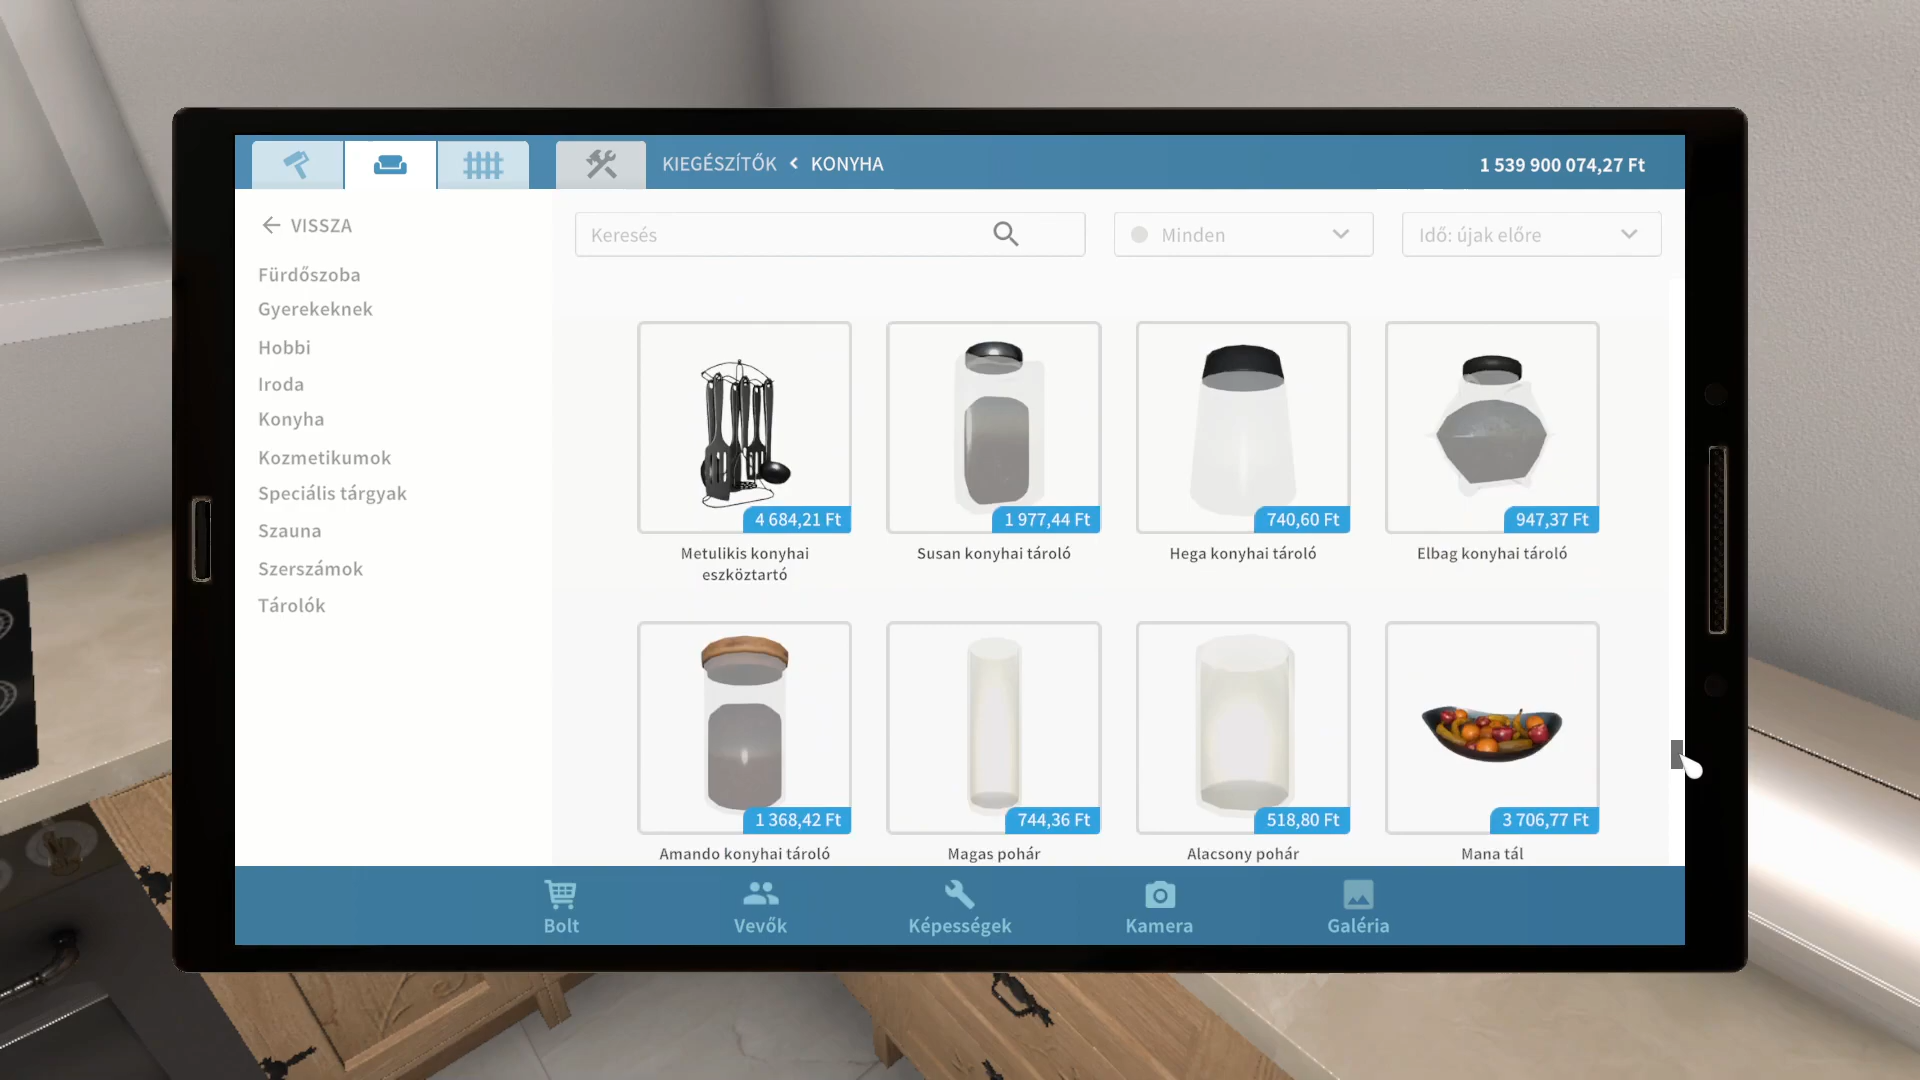 KIEGÉSZÍTŐK < KONYHA
1 539 900 074,27 Ft
VISSZA
Fürdőszoba
Gyerekeknek
Hobbi
Iroda
Konyha
Kozmetikumok
Speciális tárgyak
Szauna
Szerszámok
Tárolók
Keresés
Minden
Idő: újak előre
4 684,21 Ft
1 977,44 Ft
740,60 Ft
947,37 Ft
Metulikis konyhai
eszköztartó
Susan konyhai tároló
Hega konyhai tároló
Elbag konyhai tároló
1 368,42 Ft
744,36 Ft
518,80 Ft
3 706,77 Ft
Amando konyhai tároló
Magas pohár
Alacsony pohár
Mana tál
Bolt
Vevők
Képességek
Kamera
Galéria